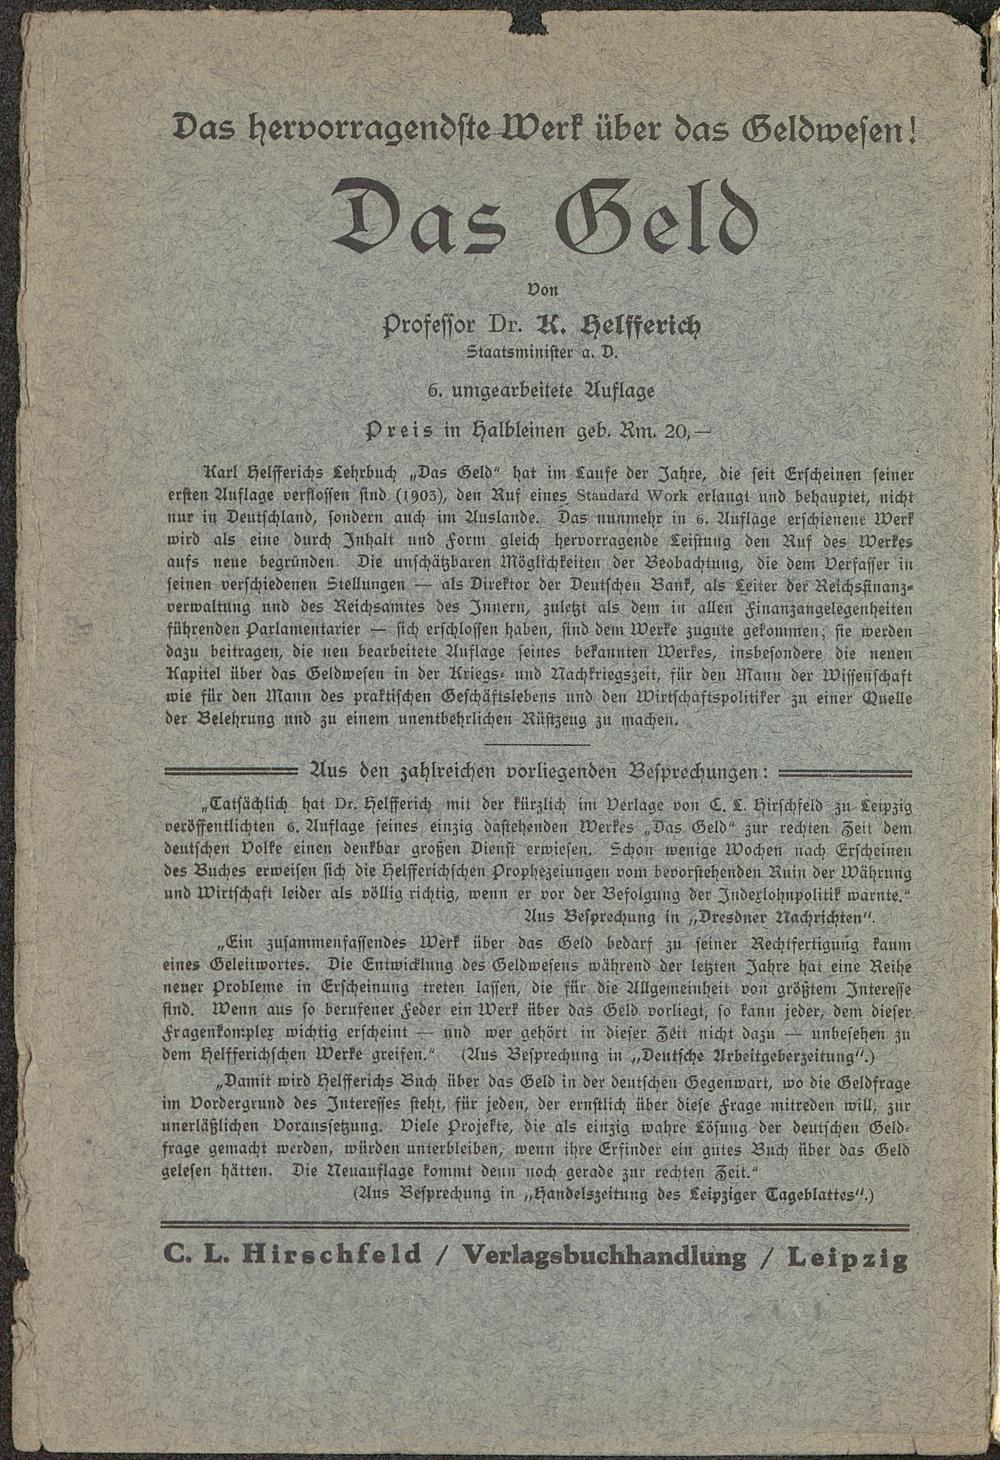 Das hervorragendste Werk über das Geldwesen!
Das Geld
Von
Professor Dr. K. Helfferich
Staatsminister a. D.
6. umgearbeitete Auflage
Preis in Halbleinen geb. Rm. 20,—
Karl Helfferichs Lehrbuch „Das Geld“ hat im Laufe der Jahre, die seit Erscheinen seiner
ersten Auflage verflossen sind (1903), den Ruf eines Standard Work erlangt und behauptet, nicht
nur in Deutschland, sondern auch im Auslande. Das nunmehr in 6. Auflage erschienene Werk
wird als eine durch Inhalt und Form gleich hervorragende Leistung den Ruf des Werkes
aufs neue begründen. Die unschätzbaren Möglichkeiten der Beobachtung, die dem Verfasser in
seinen verschiedenen Stellungen — als Direktor der Deutschen Bank, als Leiter der Reichsfinanz-
verwaltung und des Reichsamtes des Innern, zuletzt als dem in allen Finanzangelegenheiten
führenden Parlamentarier — sich erschlossen haben, sind dem Werke zugute gekommen; sie werden
dazu beitragen, die neu bearbeitete Auflage seines bekannten Werkes, insbesondere die neuen
Kapitel über das Geldwesen in der Kriegs- und Nachkriegszeit, für den Mann der Wissenschaft
wie für den Mann des praktischen Geschäftslebens und den Wirtschaftspolitiker zu einer Quelle
der Belehrung und zu einem unentbehrlichen Rüstzeug zu machen.
Aus den zahlreichen vorliegenden Besprechungen:
„Tatsächlich hat Dr. Helfferich mit der kürzlich im Verlage von C. L. Hirschfeld zu Leipzig
veröffentlichten 6. Auflage seines einzig dastehenden Werkes „Das Geld“ zur rechten Zeit dem
deutschen Volke einen denkbar großen Dienst erwiesen. Schon wenige Wochen nach Erscheinen
des Buches erweisen sich die Helfferichschen Prophezeiungen vom bevorstehenden Ruin der Währung
und Wirtschaft leider als völlig richtig, wenn er vor der Befolgung der Indexlohnpolitik warnte.“
Aus Besprechung in „Dresdner Nachrichten“.
„Ein zusammenfassendes Werk über das Geld bedarf zu seiner Rechtfertigung kaum
eines Geleitwortes. Die Entwicklung des Geldwesens während der letzten Jahre hat eine Reihe
neuer Probleme in Erscheinung treten lassen, die für die Allgemeinheit von größtem Interesse
sind. Wenn aus so berufener Feder ein Werk über das Geld vorliegt, so kann jeder, dem dieser
Fragenkomplex wichtig erscheint — und wer gehört in dieser Zeit nicht dazu — unbesehen zu
dem Helfferichschen Werke greifen.“ (Aus Besprechung in „Deutsche Arbeitgeberzeitung“.)
„Damit wird Helfferichs Buch über das Geld in der deutschen Gegenwart, wo die Geldfrage
im Vordergrund des Interesses steht, für jeden, der ernstlich über diese Frage mitreden will, zur
unerläßlichen Voraussetzung. Viele Projekte, die als einzig wahre Lösung der deutschen Geld-
frage gemacht werden, würden unterbleiben, wenn ihre Erfinder ein gutes Buch über das Geld
gelesen hätten. Die Neuauflage kommt denn noch gerade zur rechten Zeit.“
(Aus Besprechung in „Handelszeitung des Leipziger Tageblattes“.)
C. L. Hirschfeld / Verlagsbuchhandlung / Leipzig